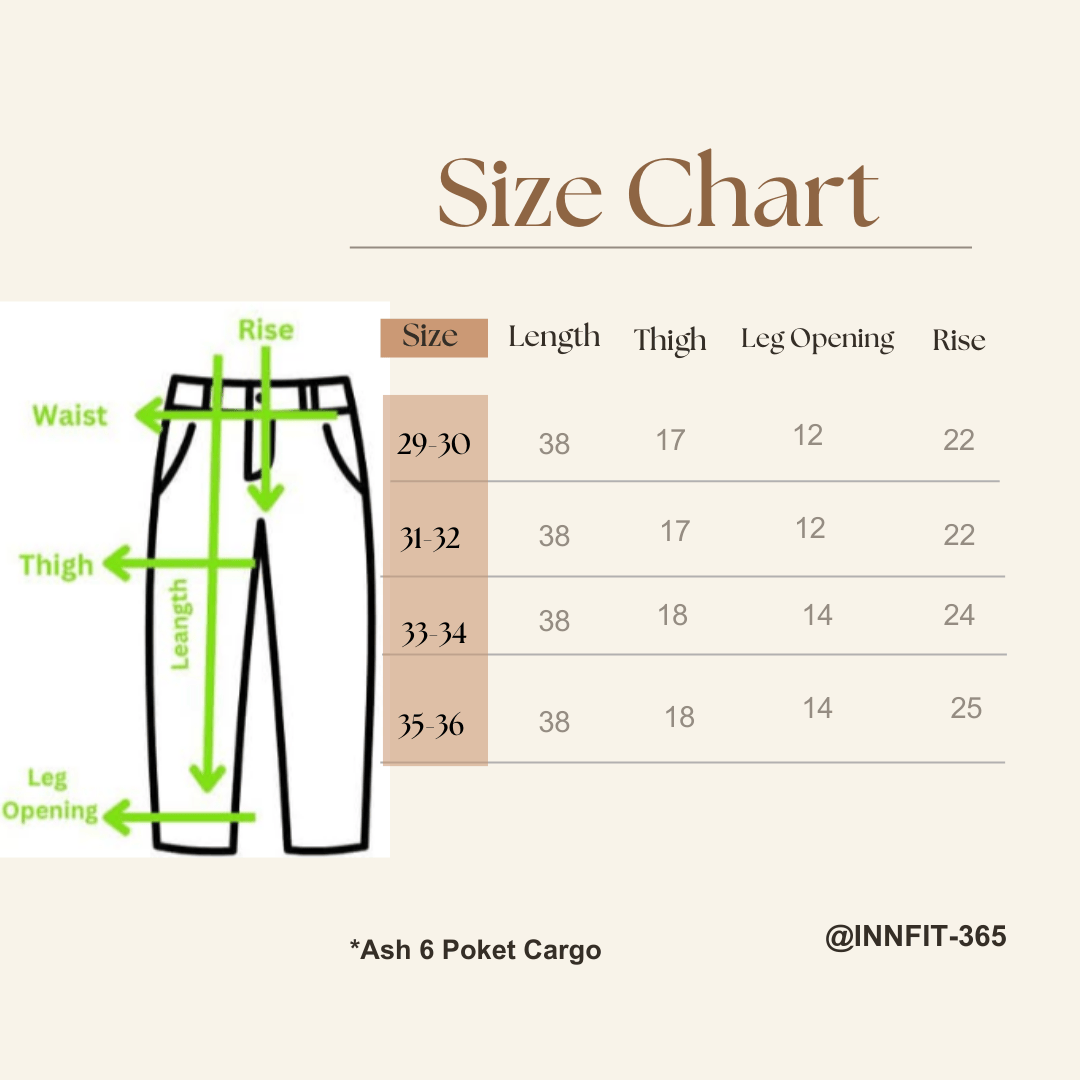 Size Chart
Rise
Waist
Thigh
Leangth
Leg
Opening
Size Length Thigh Leg Opening Rise
29-30 38 17 12 22
31-32 38 17 12 22
33-34 38 18 14 24
35-36 38 18 14 25
*Ash 6 Poket Cargo
@INNFIT-365